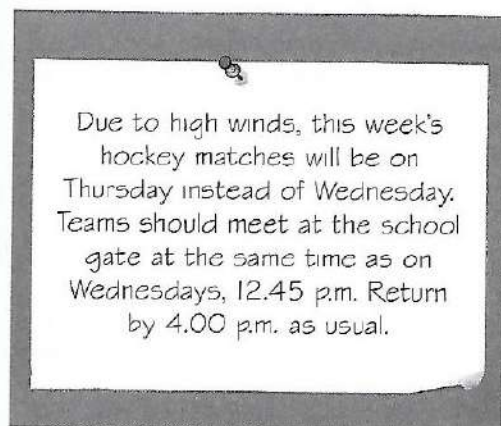 Due to high winds, this week's
hockey matches will be on
Thursday instead of Wednesday.
Teams should meet at the school
gate at the same time as on
Wednesdays, 12.45 p.m. Return
by 4.00 p.m. as usual.